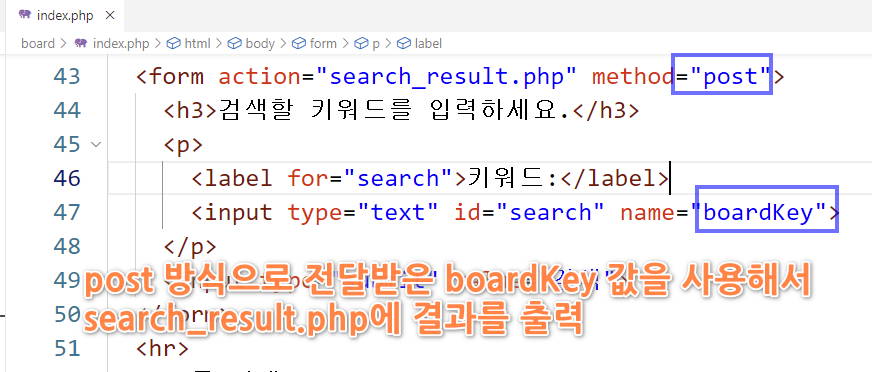 index.php
board > index.php > html > body > form > p > label
43 <form action="search_result.php" method="post">
44 <h3>검색할 키워드를 입력하세요.</h3>
45 <p>
46 <label for="search">키워드:</label>
47 <input type="text" id="search" name="boardKey">
48 </p>
49
post 방식으로 전달받은 boardKey 값을 사용해서
50
search_result.php에 결과를 출력
51 <hr>